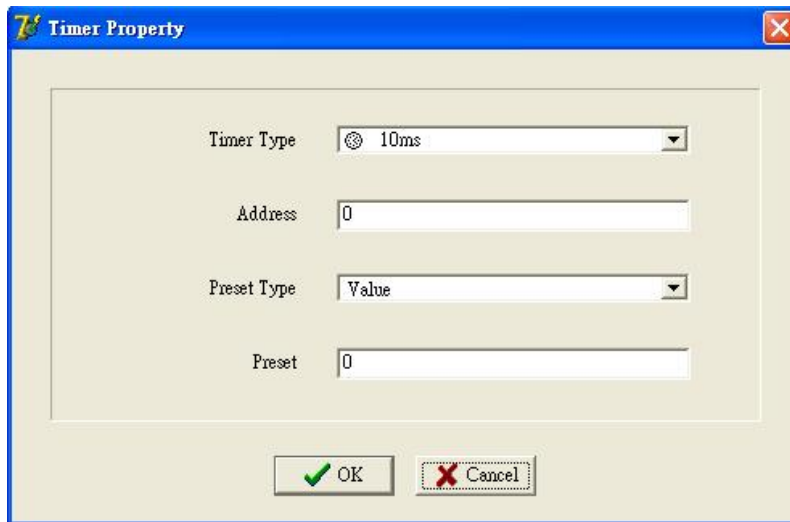 Timer Property
Timer Type 10ms
Address 0
Preset Type Value
Preset 0
OK Cancel